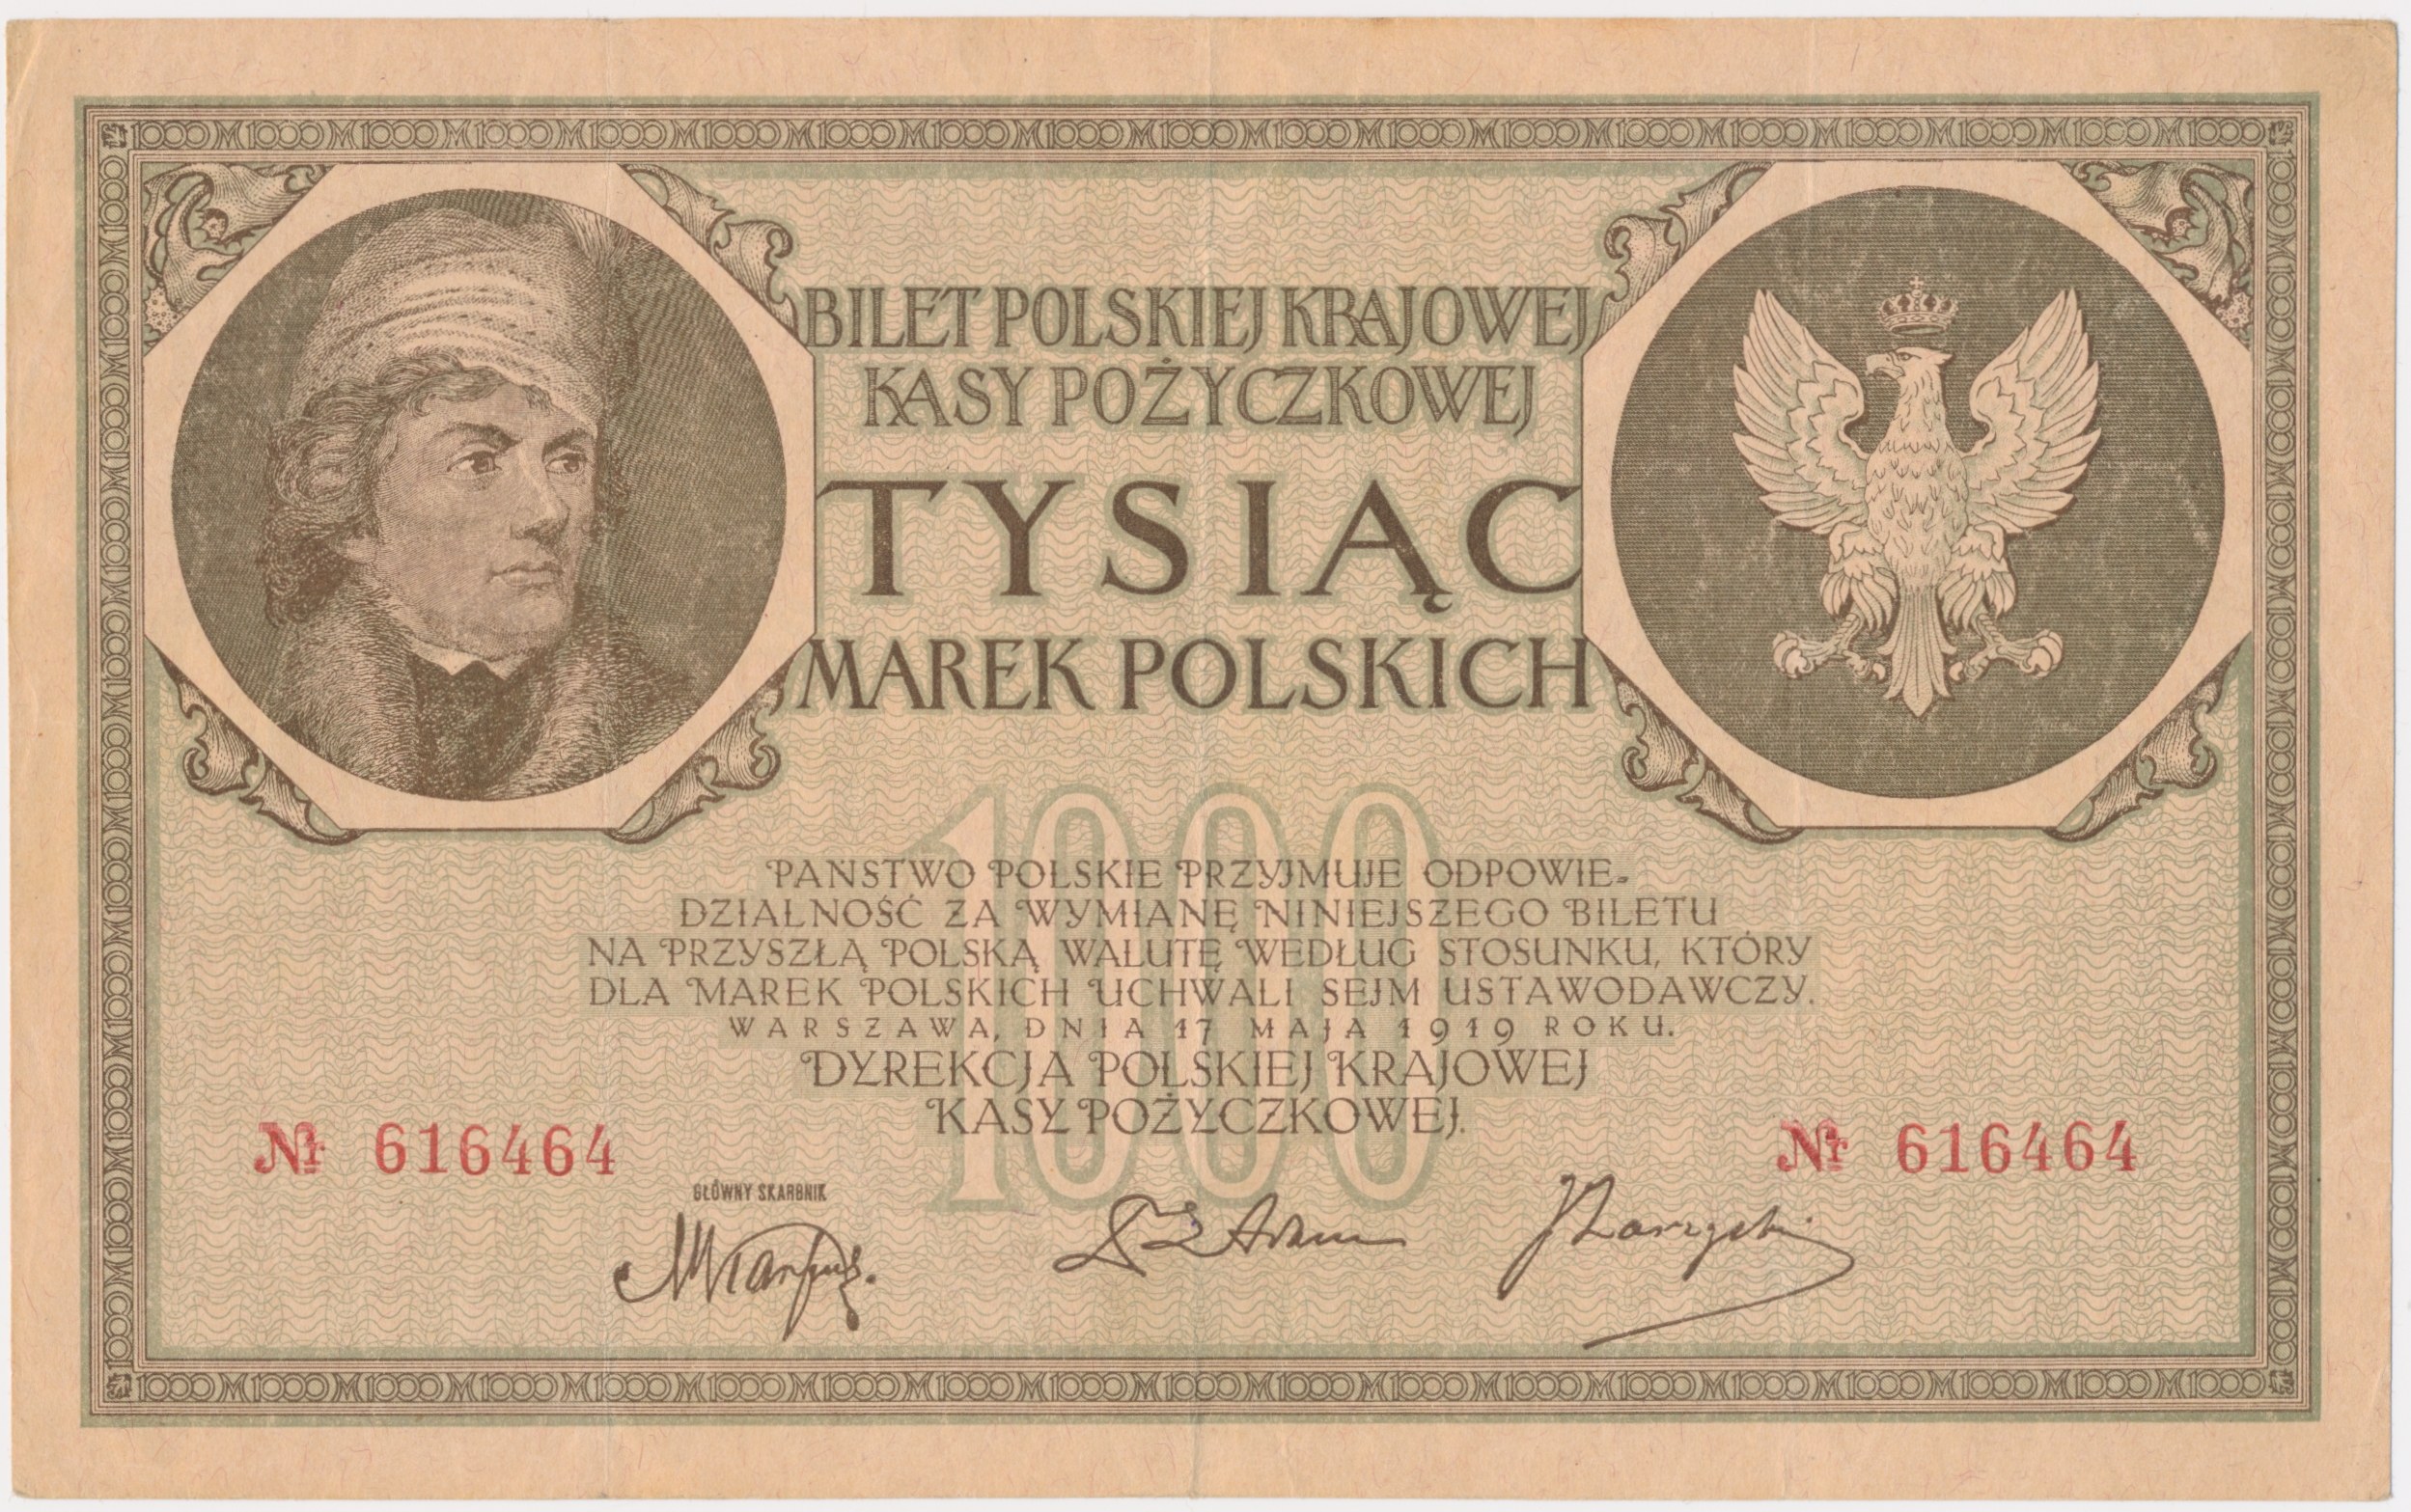 BILET POLSKIEJ KRAJOWEJ
KASY POŻYCZKOWEJ
TYSIĄC
MAREK POLSKICH
1000
PAŃSTWO POLSKIE PRZYJMUJE ODPOWIE-
DZIALNOŚĆ ZA WYMIANĘ NINIEJSZEGO BILETU
NA PRZYSZŁĄ POLSKĄ WALUTĘ WEDŁUG STOSUNKU, KTÓRY
DLA MAREK POLSKICH UCHWALI SEJM USTAWODAWCZY.
WARSZAWA, DNIA 17 MAJA 1919 ROKU.
DYREKCJA POLSKIEJ KRAJOWEJ
KASY POŻYCZKOWEJ.
Nr 616464
Nr 616464
GŁÓWNY SKARBNIK